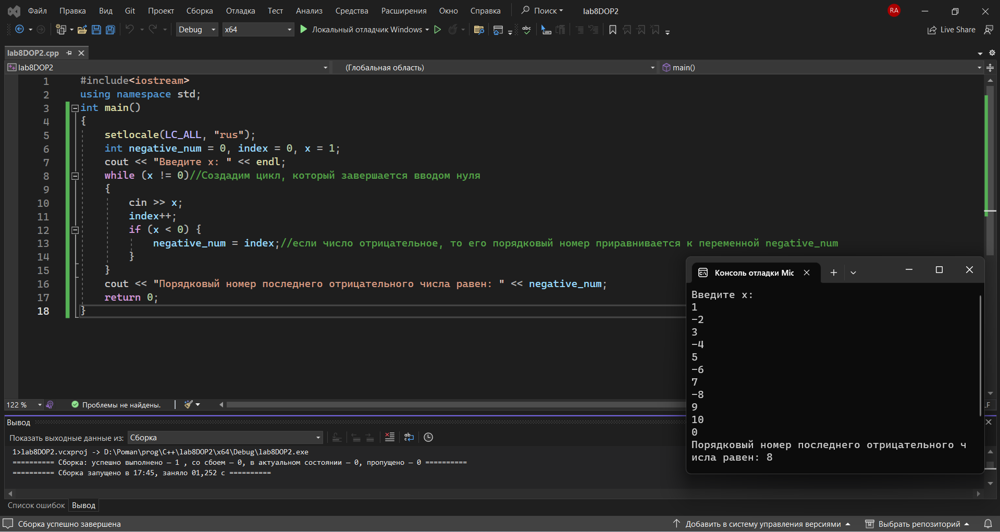 Файл Правка Вид Git Проект Сборка Отладка Тест Анализ Средства Расширения Окно Справка Поиск lab8DOP2 RA
Debug x64 Локальный отладчик Windows Live Share
lab8DOP2.cpp
lab8DOP2 (Глобальная область) main()
1 #include<iostream>
2 using namespace std;
3 int main()
4 {
5 setlocale(LC_ALL, "rus");
6 int negative_num = 0, index = 0, x = 1;
7 cout << "Введите x: " << endl;
8 while (x != 0)//Создадим цикл, который завершается вводом нуля
9 {
10 cin >> x;
11 index++;
12 if (x < 0) {
13 negative_num = index;//если число отрицательное, то его порядковый номер приравнивается к переменной negative_num
14 }
15 }
16 cout << "Порядковый номер последнего отрицательного числа равен: " << negative_num;
17 return 0;
18 }
Консоль отладки Mic
Введите x:
1
-2
3
-4
5
-6
7
-8
9
10
0
Порядковый номер последнего отрицательного ч
исла равен: 8
122 % Проблемы не найдены. LF
Вывод
Показать выходные данные из: Сборка
1>lab8DOP2.vcxproj -> D:\Роман\prog\C++\lab8DOP2\x64\Debug\lab8DOP2.exe
========== Сборка: успешно выполнено — 1 , со сбоем — 0, в актуальном состоянии — 0, пропущено — 0 ==========
========== Сборка запущено в 17:45, заняло 01,252 с ==========
Список ошибок Вывод
Сборка успешно завершена Добавить в систему управления версиями Выбрать репозиторий